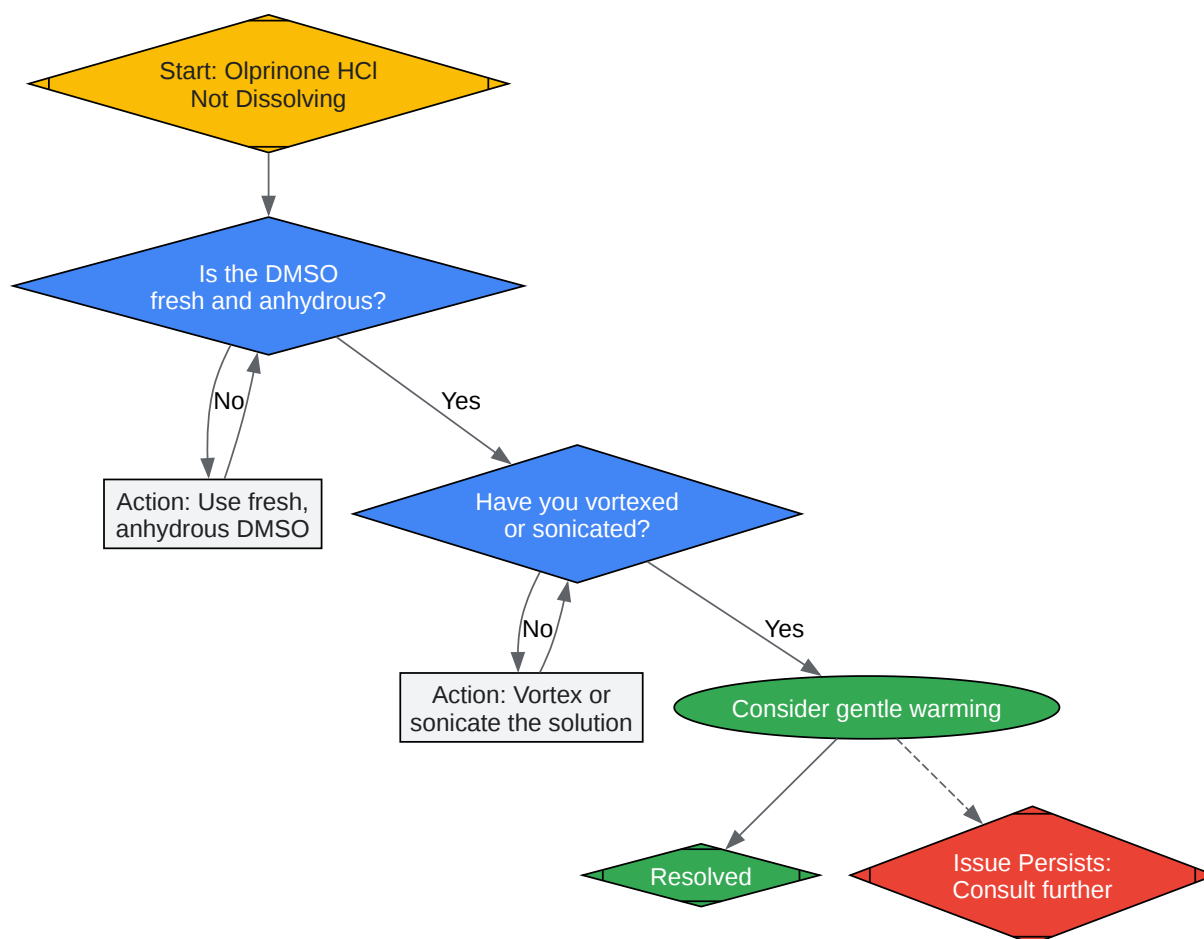 Start: Olprinone HCl
Not Dissolving
Is the DMSO
fresh and anhydrous?
No
Yes
Action: Use fresh,
anhydrous DMSO
Have you vortexed
or sonicated?
No
Yes
Action: Vortex or
sonicate the solution
Consider gentle warming
Resolved
Issue Persists:
Consult further